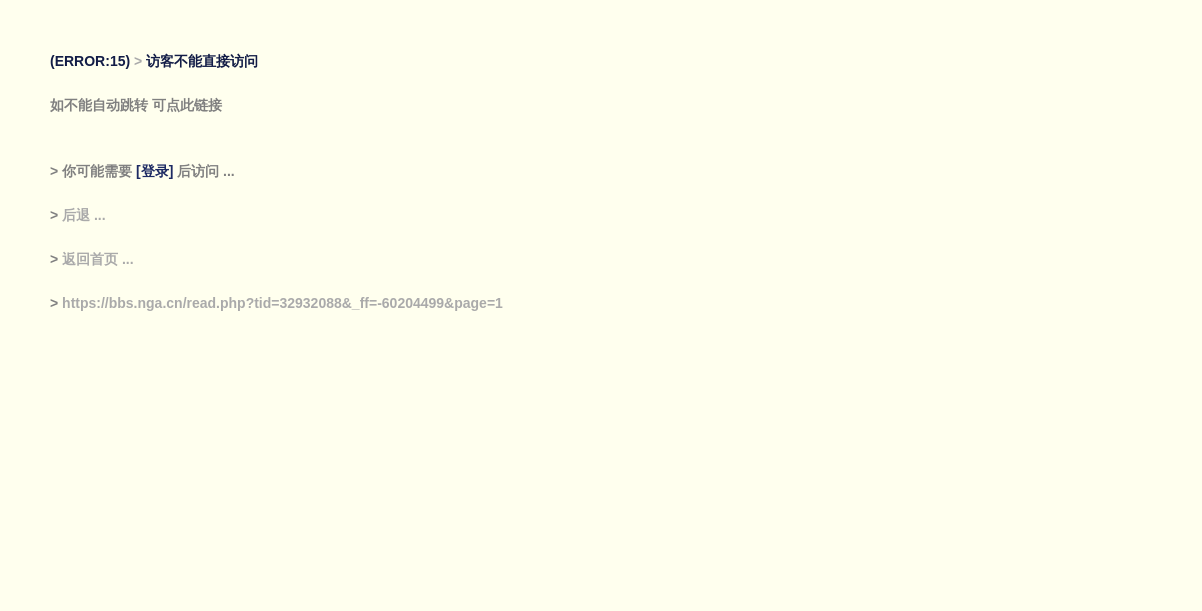 (ERROR:15) > 访客不能直接访问
如不能自动跳转 可点此链接
> 你可能需要 [登录] 后访问 ...
> 后退 ...
> 返回首页 ...
> https://bbs.nga.cn/read.php?tid=32932088&_ff=-60204499&page=1